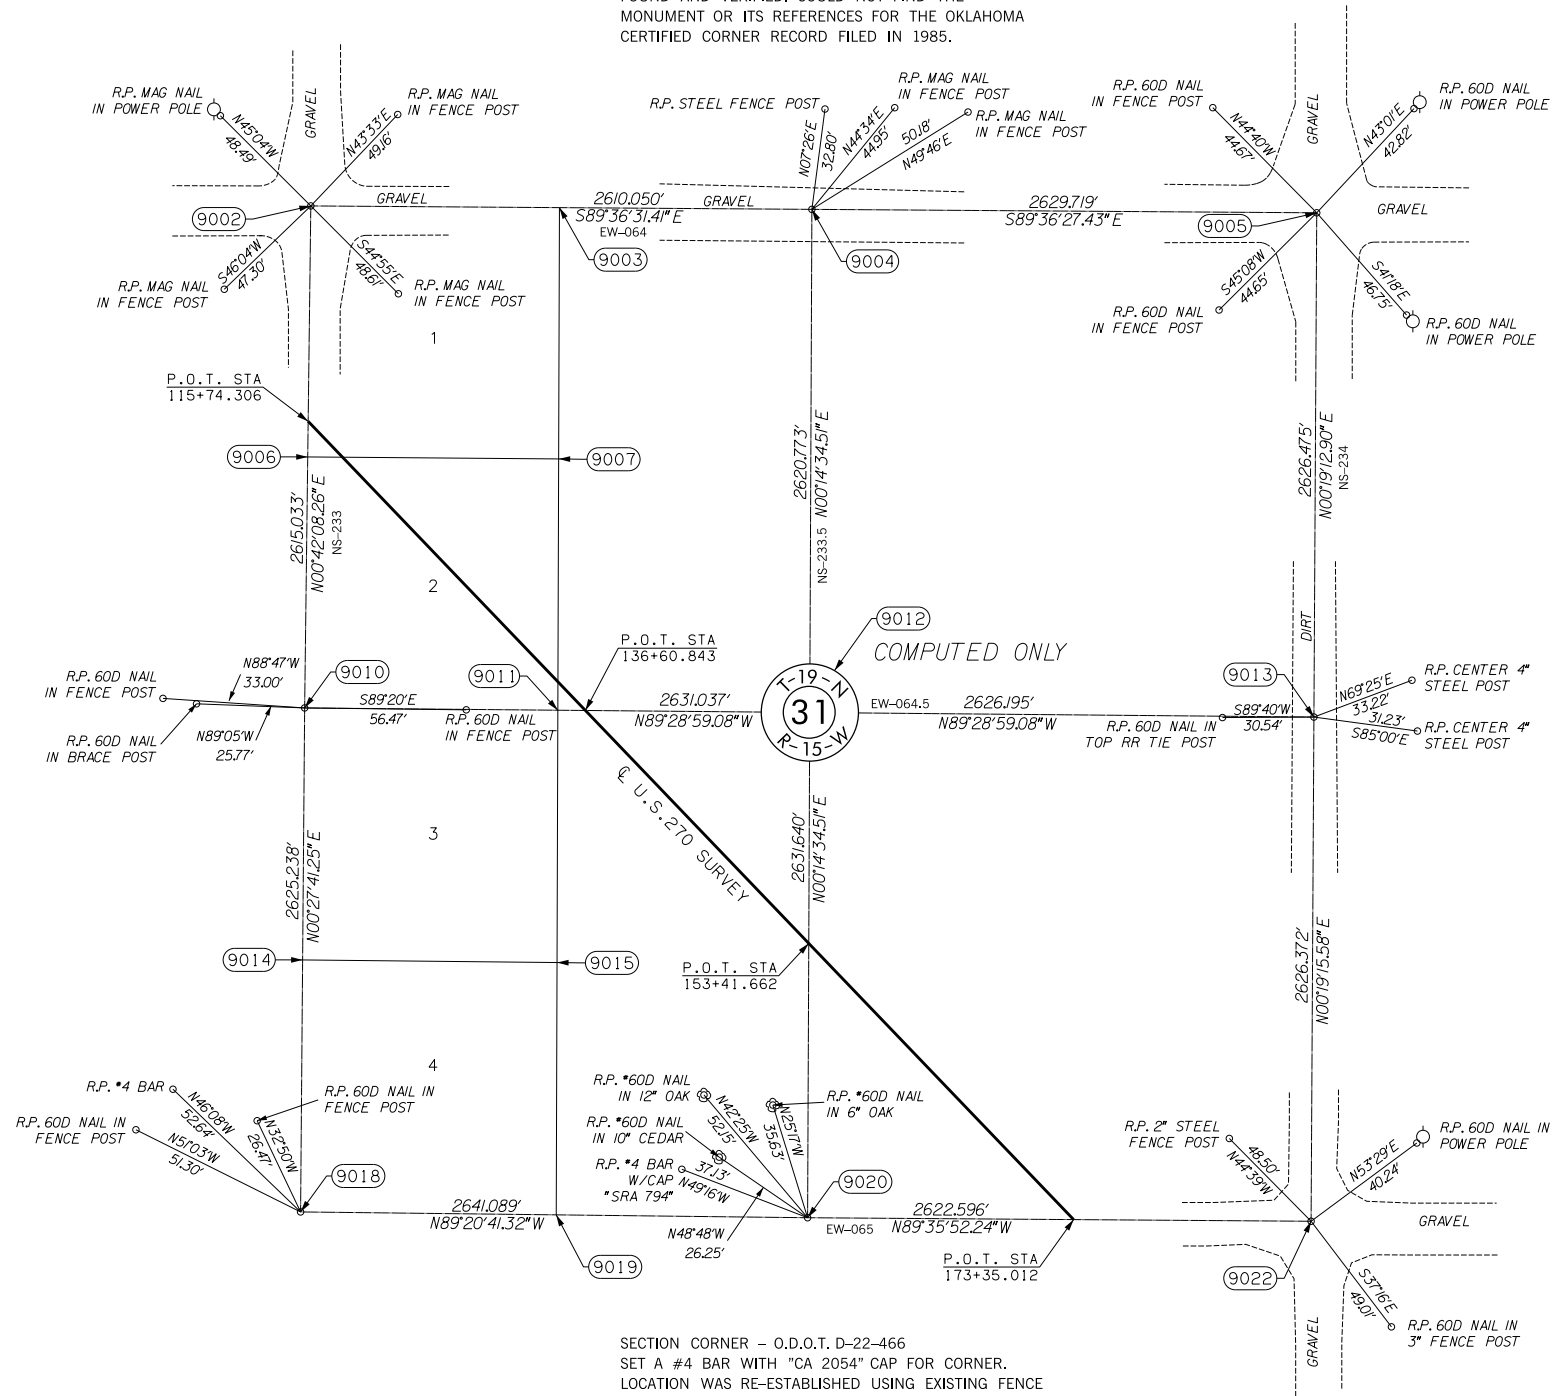 MONUMENT OR ITS REFERENCES FOR THE OKLAHOMA
CERTIFIED CORNER RECORD FILED IN 1985.
R.P. MAG NAIL
IN POWER POLE
N45°04'W
48.49'
GRAVEL
N43°33'E
49.16'
R.P. MAG NAIL
IN FENCE POST
R.P. STEEL FENCE POST
N07°26'E
32.80'
N44°34'E
44.95'
R.P. MAG NAIL
IN FENCE POST
50.18'
N49°46'E
R.P. MAG NAIL
IN FENCE POST
R.P. 60D NAIL
IN FENCE POST
N44°40'W
44.67'
GRAVEL
N43°01'E
42.82'
R.P. 60D NAIL
IN POWER POLE
9002
GRAVEL
2610.050'
S89°36'31.41" E
EW-064
GRAVEL
2629.719'
S89°36'27.43" E
9005
GRAVEL
9003
9004
S46°04'W
47.30'
R.P. MAG NAIL
IN FENCE POST
S44°55'E
48.61'
R.P. MAG NAIL
IN FENCE POST
S45°08'W
44.65'
R.P. 60D NAIL
IN FENCE POST
S41°18'E
46.75'
R.P. 60D NAIL
IN POWER POLE
1
P.O.T. STA
115+74.306
9006
9007
2615.033'
N00°42'08.26" E
NS-233
2620.773'
N00°14'34.51" E
NS-233.5
2626.475'
N00°19'12.90" E
NS-234
2
P.O.T. STA
136+60.843
9012
COMPUTED ONLY
DIRT
R.P. 60D NAIL
IN FENCE POST
N88°47'W
33.00'
9010
9011
S89°20'E
56.47'
R.P. 60D NAIL
IN FENCE POST
2631.037'
N89°28'59.08" W
T-19-N
31
R-15-W
EW-064.5
2626.195'
N89°28'59.08" W
9013
S89°40'W
30.54'
R.P. 60D NAIL IN
TOP RR TIE POST
N69°25'E
33.22'
R.P. CENTER 4"
STEEL POST
31.23'
S85°00'E
R.P. CENTER 4"
STEEL POST
R.P. 60D NAIL
IN BRACE POST
N89°05'W
25.77'
℄ U.S.270 SURVEY
3
2625.238'
N00°27'41.25" E
2631.640'
N00°14'34.51" E
2626.372'
N00°19'15.58" E
9014
9015
P.O.T. STA
153+41.662
4
R.P. #4 BAR
N46°08'W
52.64'
R.P. 60D NAIL IN
FENCE POST
N51°03'W
51.30'
R.P. 60D NAIL IN
FENCE POST
N32°50'W
26.47'
R.P. #60D NAIL
IN 12" OAK
N42°25'W
52.15'
N25°17'W
35.63'
R.P. #60D NAIL
IN 6" OAK
R.P. #60D NAIL
IN 10" CEDAR
R.P. #4 BAR
W/CAP
"SRA 794"
37.13'
N49°16'W
R.P. 2" STEEL
FENCE POST
48.50'
N44°39'W
N53°29'E
40.24'
R.P. 60D NAIL IN
POWER POLE
9018
9020
2641.089'
N89°20'41.32" W
N48°48'W
26.25'
EW-065
2622.596'
N89°35'52.24" W
GRAVEL
9019
P.O.T. STA
173+35.012
9022
S37°16'E
49.01'
R.P. 60D NAIL IN
3" FENCE POST
GRAVEL
SECTION CORNER - O.D.O.T. D-22-466
SET A #4 BAR WITH "CA 2054" CAP FOR CORNER.
LOCATION WAS RE-ESTABLISHED USING EXISTING FENCE